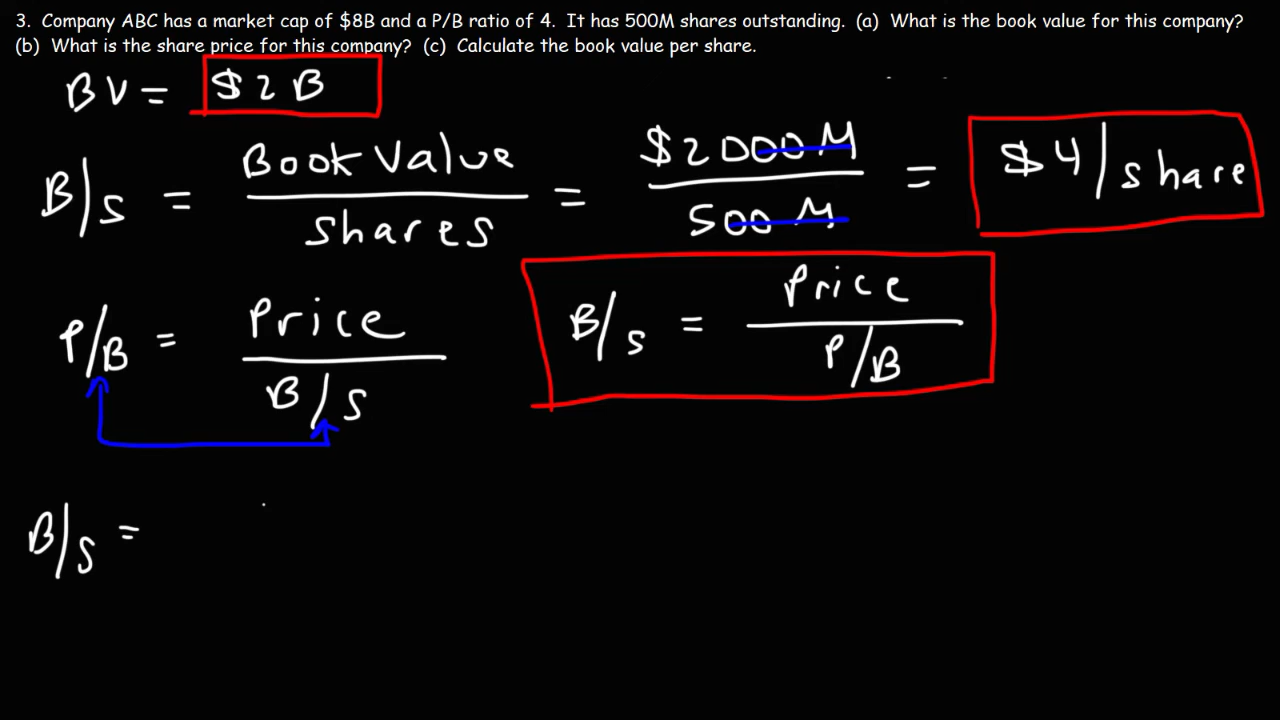 3. Company ABC has a market cap of $8B and a P/B ratio of 4. It has 500M shares outstanding. (a) What is the book value for this company?
(b) What is the share price for this company? (c) Calculate the book value per share.
BV = $2 B
B/S = Book Value / Shares = $2000M / 500M = $4/share
P/B = Price / B/S
B/S = Price / P/B
B/S =